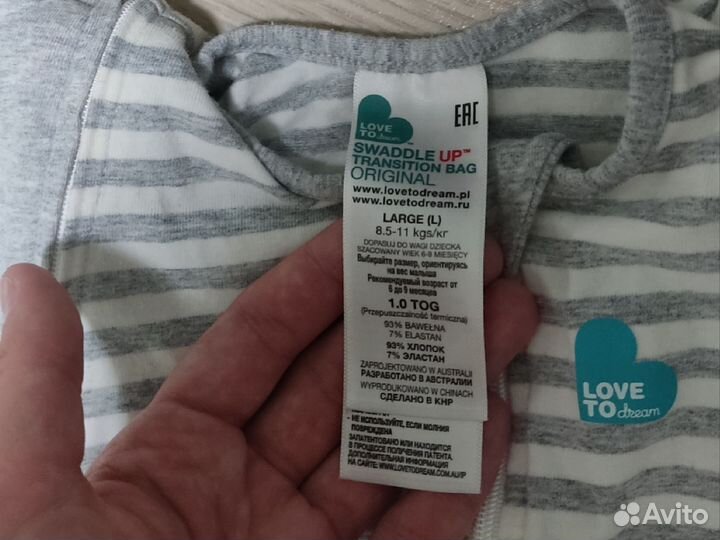 LOVE
TO dream
EAC
SWADDLE UP™
TRANSITION BAG
ORIGINAL
www.lovetodream.pl
www.lovetodream.ru
LARGE (L)
8.5-11 kgs/кг
DOPASUJ DO WAGI DZIECKA
SZACOWANY WIEK 6-9 MIESIĘCY
Выбирайте размер, ориентируясь
на вес малыша
Рекомендуемый возраст от
6 до 9 месяцев
1.0 TOG
(Przepuszczalność termiczna)
93% BAWEŁNA
7% ELASTAN
93% ХЛОПОК
7% ЭЛАСТАН
ZAPROJEKTOWANO W AUSTRALII
РАЗРАБОТАНО В АВСТРАЛИИ
WYPRODUKOWANO W CHINACH
СДЕЛАНО В КНР
- НЕ ИСПОЛЬЗУЙТЕ, ЕСЛИ МОЛНИЯ
ПОВРЕЖДЕНА
ЗАПАТЕНТОВАНО ИЛИ НАХОДИТСЯ
В ПРОЦЕССЕ ПОЛУЧЕНИЯ ПАТЕНТА.
ДОПОЛНИТЕЛЬНАЯ ИНФОРМАЦИЯ
НА САЙТЕ: WWW.LOVETODREAM.COM.AU/IP
LOVE
TO dream
Avito